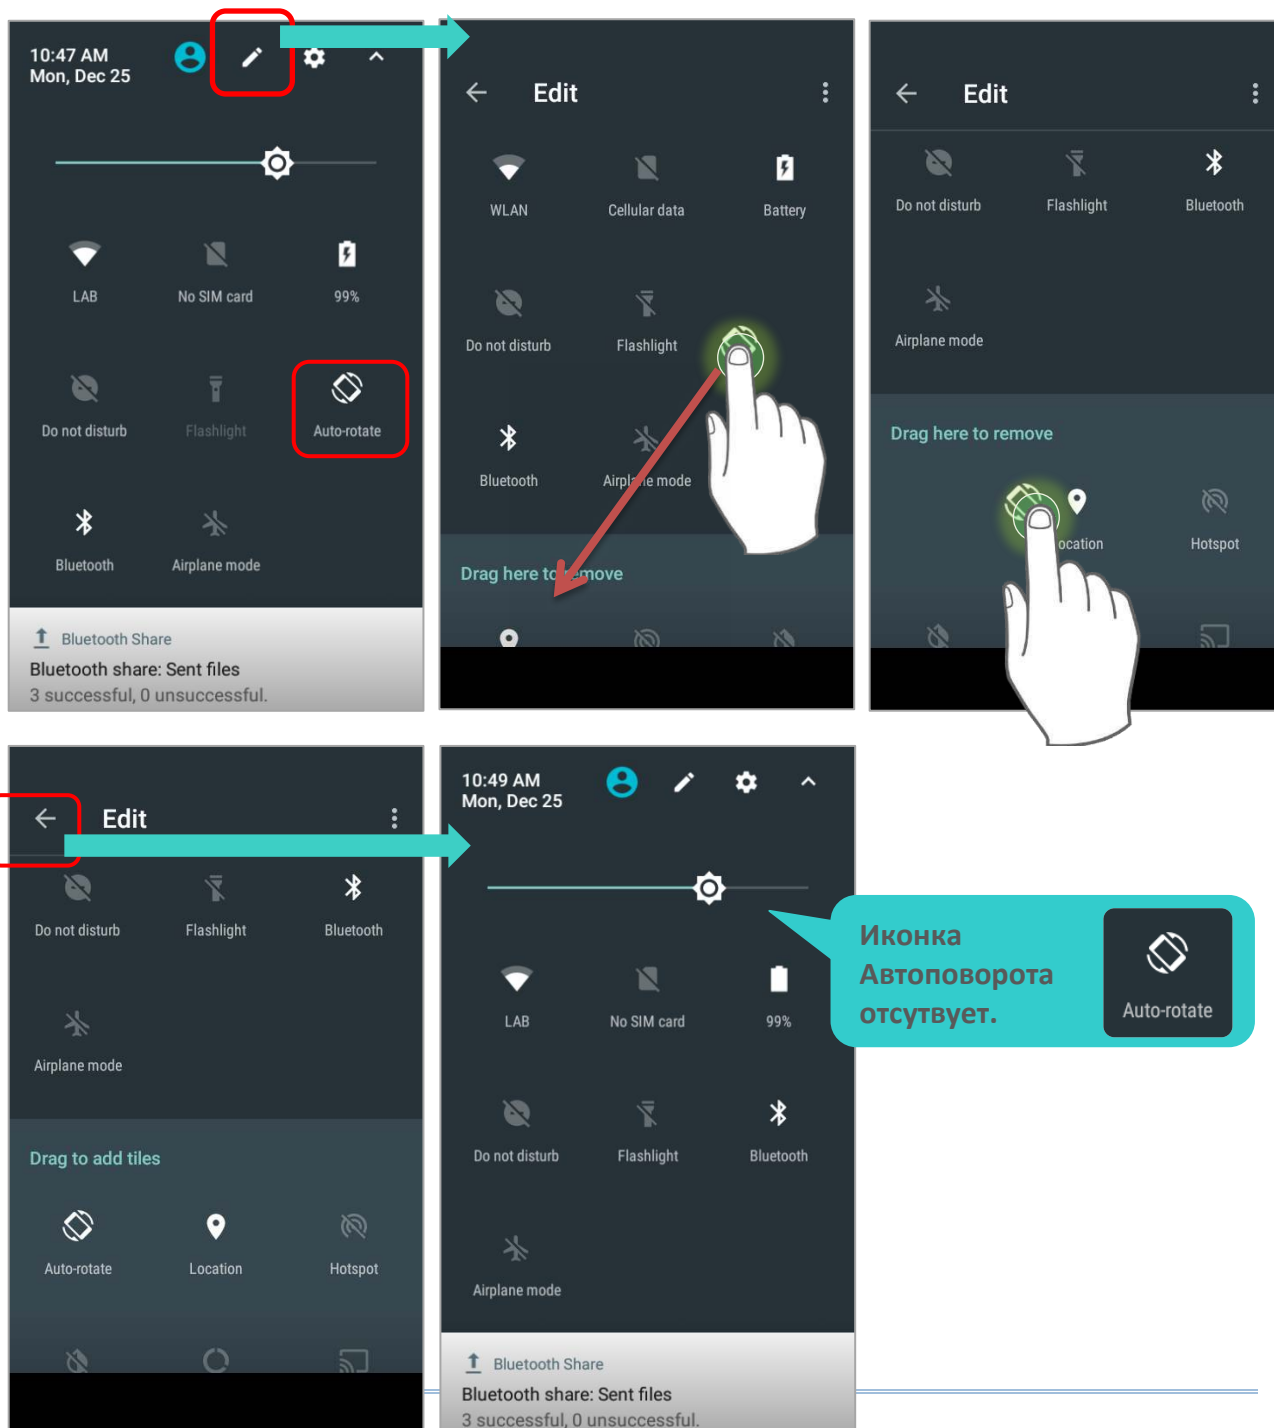 10:47 AM
Mon, Dec 25
LAB
No SIM card
99%
Do not disturb
Flashlight
Auto-rotate
Bluetooth
Airplane mode
Bluetooth Share
Bluetooth share: Sent files
3 successful, 0 unsuccessful.
Edit
WLAN
Cellular data
Battery
Do not disturb
Flashlight
Bluetooth
Airplane mode
Drag here to remove
Edit
Do not disturb
Flashlight
Bluetooth
Airplane mode
Drag here to remove
ocation
Hotspot
Edit
Do not disturb
Flashlight
Bluetooth
Airplane mode
Drag to add tiles
Auto-rotate
Location
Hotspot
10:49 AM
Mon, Dec 25
LAB
No SIM card
99%
Do not disturb
Flashlight
Bluetooth
Airplane mode
Bluetooth Share
Bluetooth share: Sent files
3 successful, 0 unsuccessful.
Иконка
Автоповорота
отсутвует.
Auto-rotate